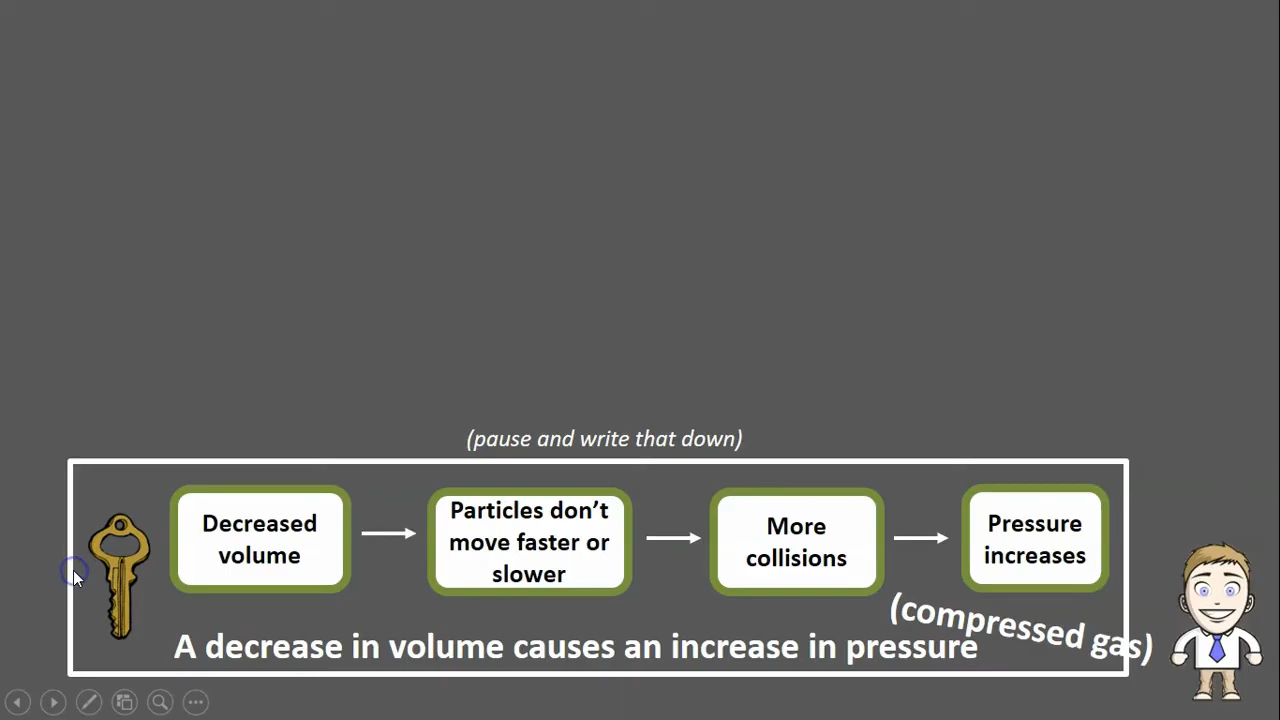 (pause and write that down)
Decreased
volume
Particles don’t
move faster or
slower
More
collisions
Pressure
increases
(compressed gas)
A decrease in volume causes an increase in pressure